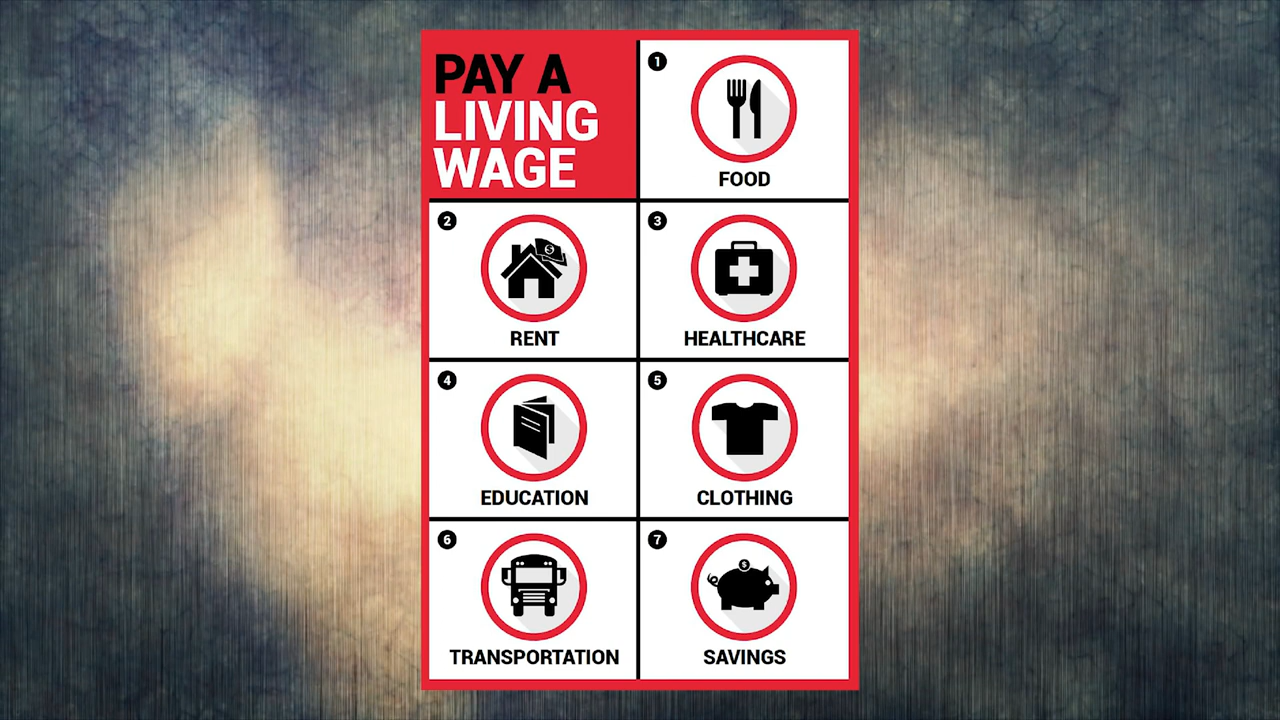 PAY A
LIVING
WAGE
1
FOOD
2
$
RENT
3
HEALTHCARE
4
EDUCATION
5
CLOTHING
6
TRANSPORTATION
7
$
SAVINGS